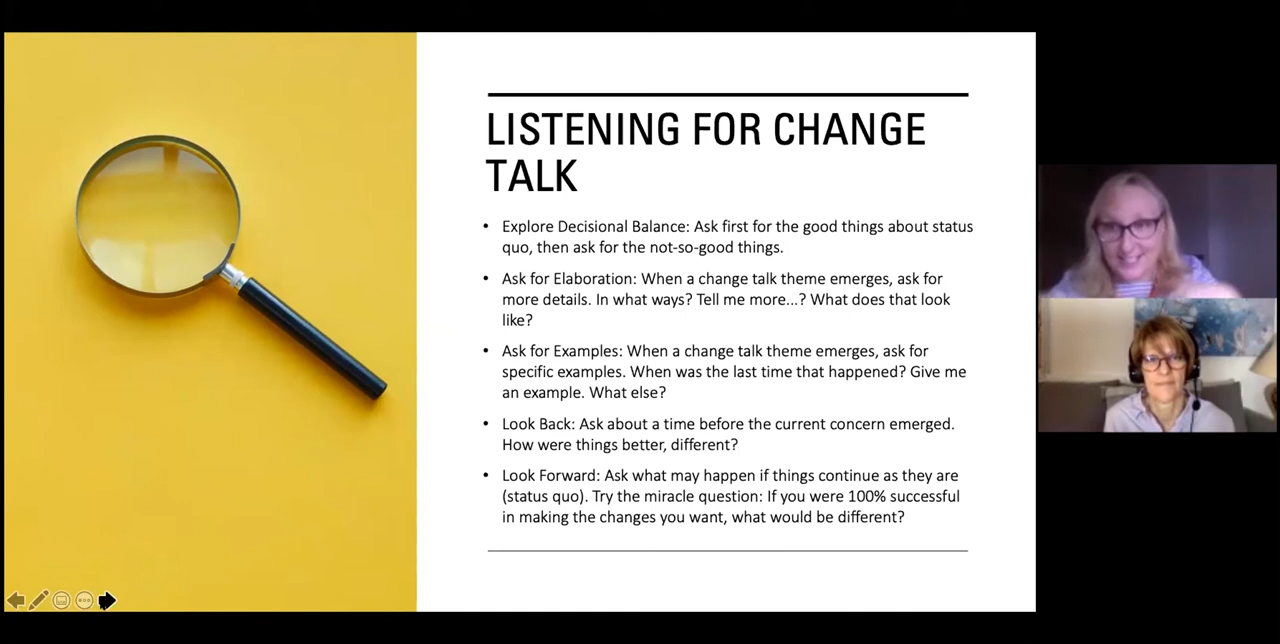 LISTENING FOR CHANGE
TALK
• Explore Decisional Balance: Ask first for the good things about status
quo, then ask for the not-so-good things.
• Ask for Elaboration: When a change talk theme emerges, ask for
more details. In what ways? Tell me more...? What does that look
like?
• Ask for Examples: When a change talk theme emerges, ask for
specific examples. When was the last time that happened? Give me
an example. What else?
• Look Back: Ask about a time before the current concern emerged.
How were things better, different?
• Look Forward: Ask what may happen if things continue as they are
(status quo). Try the miracle question: If you were 100% successful
in making the changes you want, what would be different?